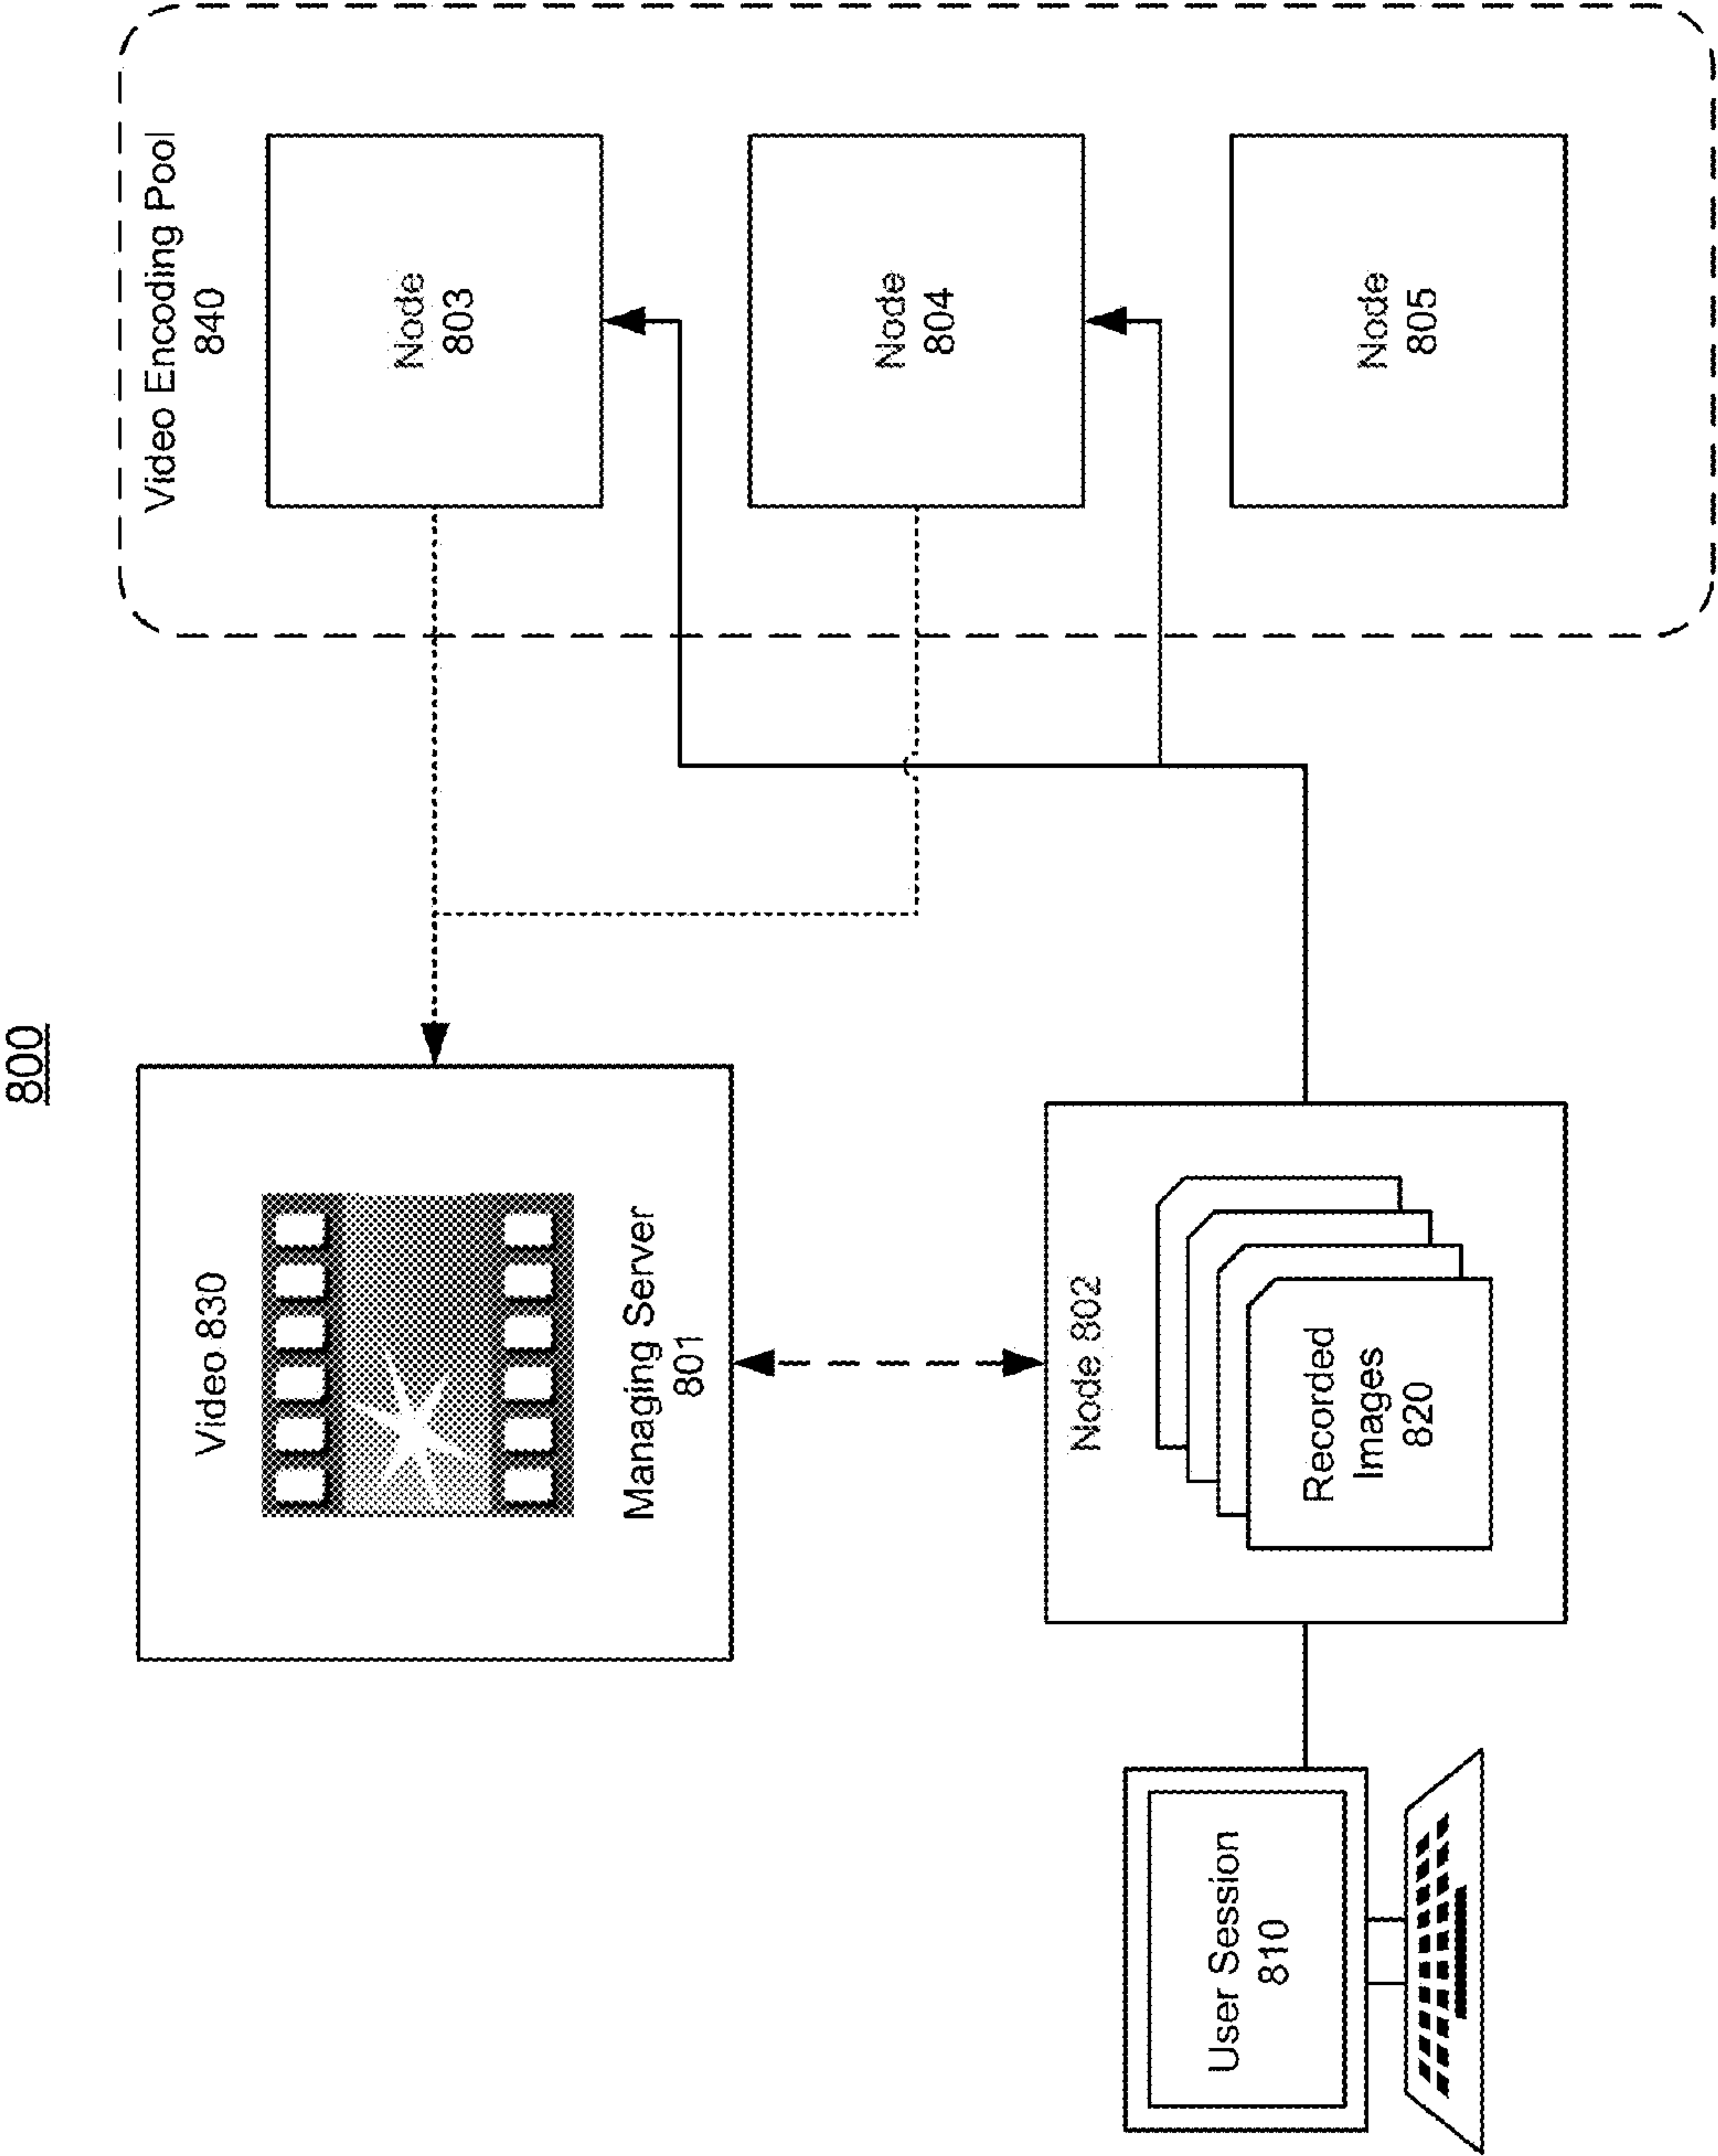 800
Video 830
Managing Server
801
User Session
810
Node 802
Recorded
Images
820
Video Encoding Pool
840
Node
803
Node
804
Node
805